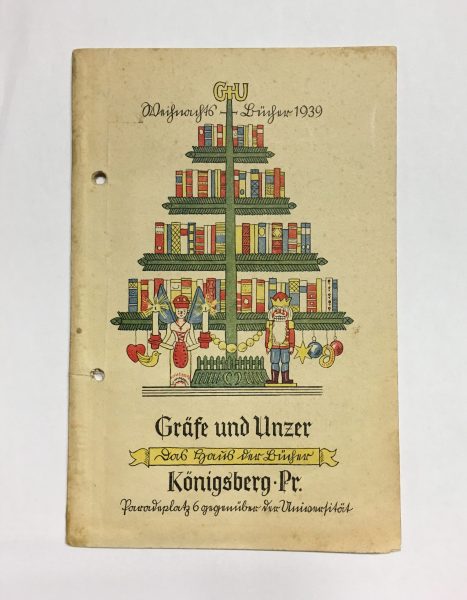 G+U
Weihnachts-Bücher 1939
Gräfe und Unzer
Das Haus der Bücher
Königsberg·Pr.
Paradeplatz 6 gegenüber der Universität